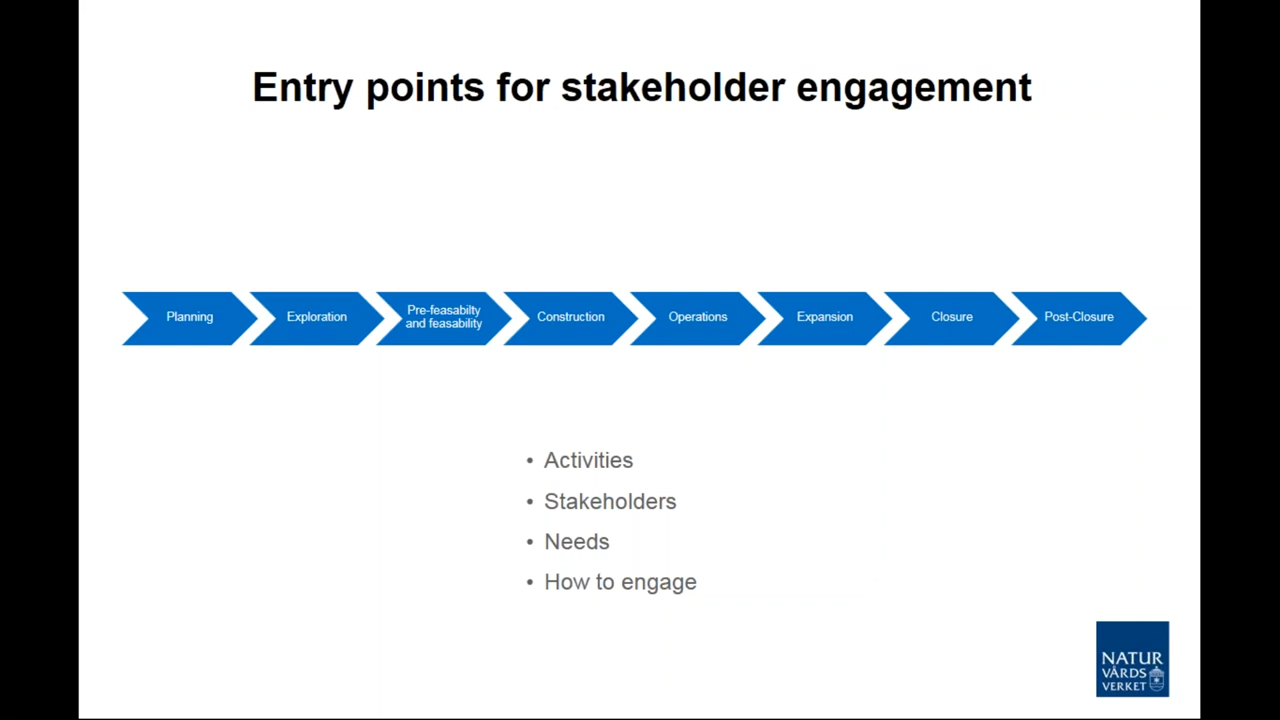 Entry points for stakeholder engagement
Planning
Exploration
Pre-feasabilty
and feasability
Construction
Operations
Expansion
Closure
Post-Closure
• Activities
• Stakeholders
• Needs
• How to engage
NATUR
VÅRDS
VERKET